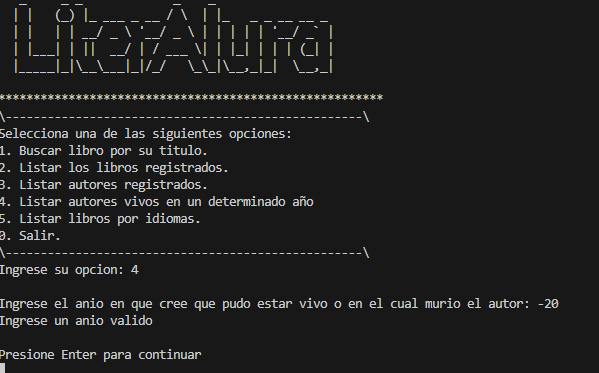 LiterAlura
*******************************************************
\---------------------------------------------------\
Selecciona una de las siguientes opciones:
1. Buscar libro por su titulo.
2. Listar los libros registrados.
3. Listar autores registrados.
4. Listar autores vivos en un determinado año
5. Listar libros por idiomas.
0. Salir.
\---------------------------------------------------\
Ingrese su opcion: 4
Ingrese el anio en que cree que pudo estar vivo o en el cual murio el autor: -20
Ingrese un anio valido
Presione Enter para continuar